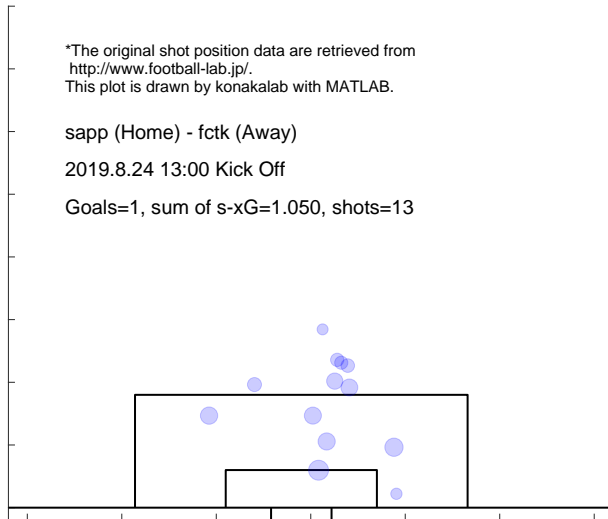 *The original shot position data are retrieved from
http://www.football-lab.jp/.
This plot is drawn by konakalab with MATLAB.
sapp (Home) - fctk (Away)
2019.8.24 13:00 Kick Off
Goals=1, sum of s-xG=1.050, shots=13